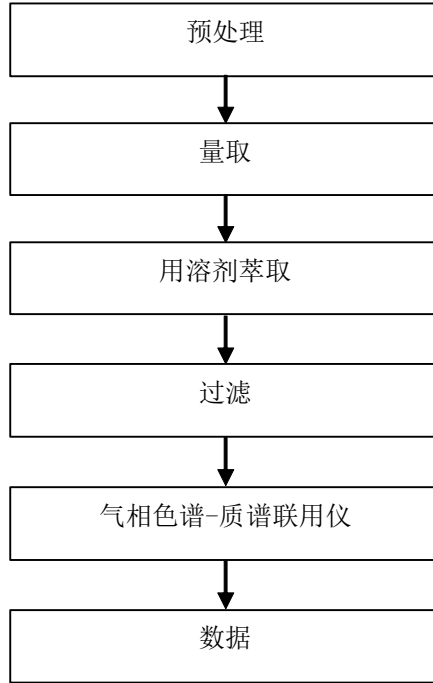 预处理
量取
用溶剂萃取
过滤
气相色谱-质谱联用仪
数据